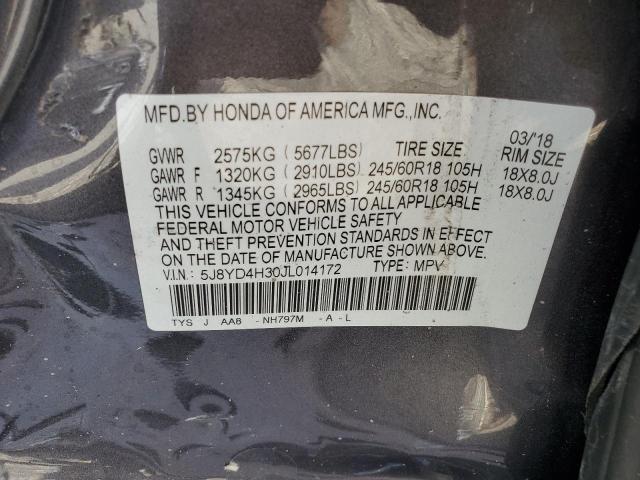 MFD.BY HONDA OF AMERICA MFG.,INC.
03/'18
GVWR 2575KG (5677LBS) TIRE SIZE RIM SIZE
GAWR F 1320KG (2910LBS) 245/60R18 105H 18X8.0J
GAWR R 1345KG (2965LBS) 245/60R18 105H 18X8.0J
THIS VEHICLE CONFORMS TO ALL APPLICABLE
FEDERAL MOTOR VEHICLE SAFETY
AND THEFT PREVENTION STANDARDS IN EFFECT
ON THE DATE OF MANUFACTURE SHOWN ABOVE.
V.I.N: 5J8YD4H30JL014172 TYPE: MPV
TYS J AA8 -NH797M -A-L